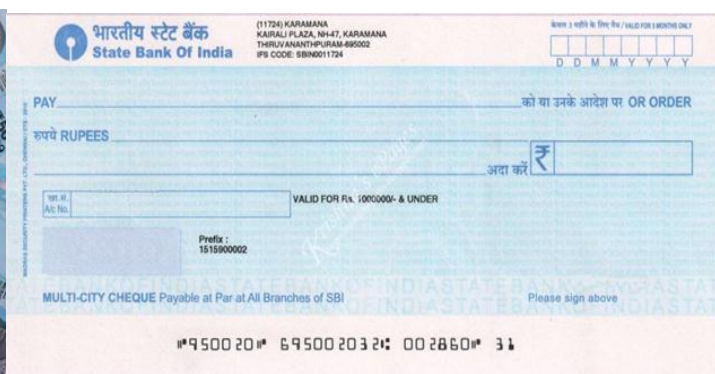 भारतीय स्टेट बैंक
State Bank Of India
(11724) KARAMANA
KAIRALI PLAZA, NH-47, KARAMANA
THIRUVANANTHPURAM-695002
IFS CODE: SBIN0011724
केवल 3 महीने के लिए वैध / VALID FOR 3 MONTHS ONLY
D D M M Y Y Y Y
PAY को या उनके आदेश पर OR ORDER
रुपये RUPEES
अदा करें ₹
खा.सं.
A/c No.
VALID FOR Rs. 1000000/- & UNDER
Prefix :
1515900002
MULTI-CITY CHEQUE Payable at Par at All Branches of SBI
Please sign above
⑈950020⑈ 695002032⑆ 002860⑈ 31